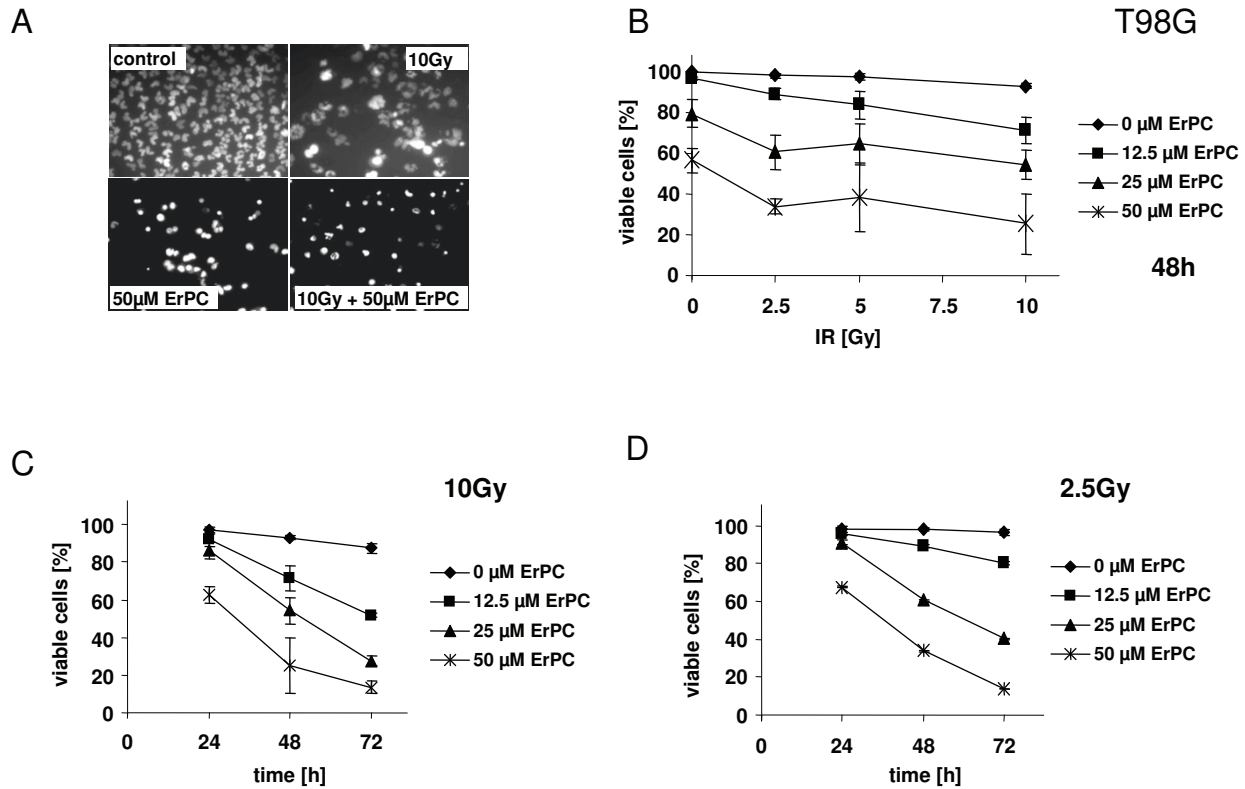 A
control
10Gy
50µM ErPC
10Gy + 50µM ErPC
B
T98G
viable cells [%]
100
80
60
40
20
0
0
2.5
5
7.5
10
IR [Gy]
0 µM ErPC
12.5 µM ErPC
25 µM ErPC
50 µM ErPC
48h
C
10Gy
viable cells [%]
100
80
60
40
20
0
0
24
48
72
time [h]
0 µM ErPC
12.5 µM ErPC
25 µM ErPC
50 µM ErPC
D
2.5Gy
viable cells [%]
100
80
60
40
20
0
0
24
48
72
time [h]
0 µM ErPC
12.5 µM ErPC
25 µM ErPC
50 µM ErPC